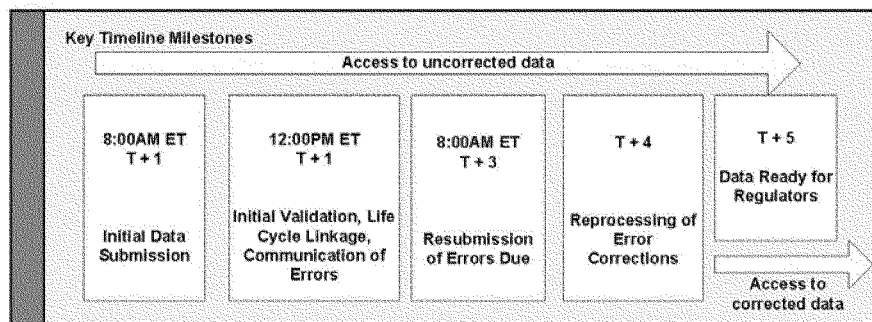 Key Timeline Milestones
Access to uncorrected data
8:00AM ET
T + 1
Initial Data
Submission
12:00PM ET
T + 1
Initial Validation, Life
Cycle Linkage,
Communication of
Errors
8:00AM ET
T + 3
Resubmission
of Errors Due
T + 4
Reprocessing of
Error
Corrections
T + 5
Data Ready for
Regulators
Access to
corrected data